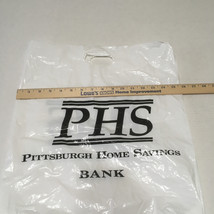 LOWE'S Home Improvement
PHS
PITTSBURGH HOME SAVINGS
BANK